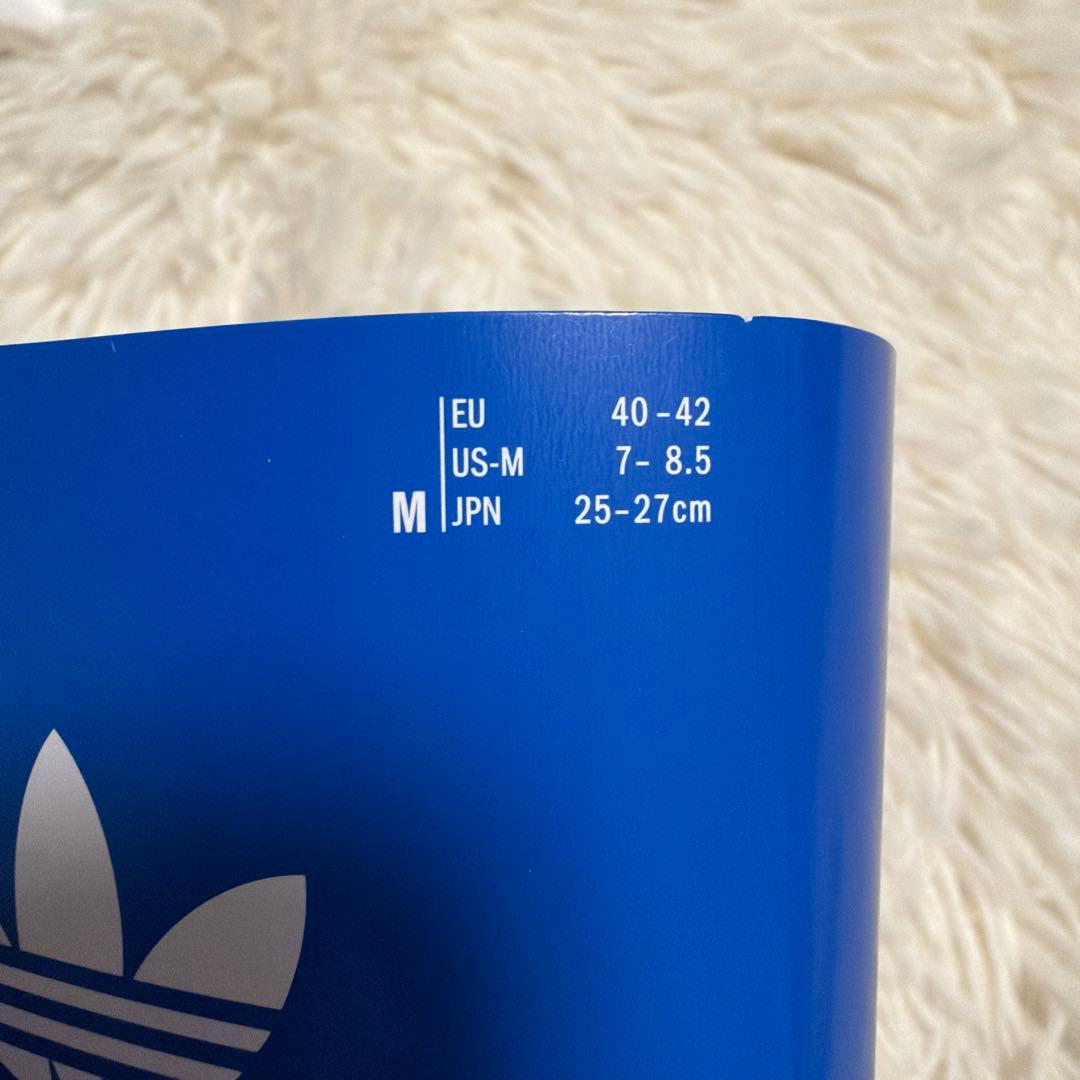 EU 40-42
US-M 7- 8.5
M JPN 25-27cm